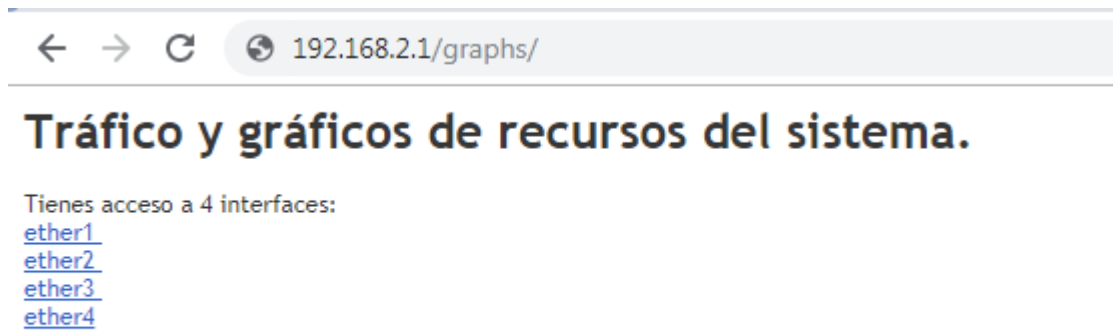 192.168.2.1/graphs/
Tráfico y gráficos de recursos del sistema.
Tienes acceso a 4 interfaces:
ether1
ether2
ether3
ether4